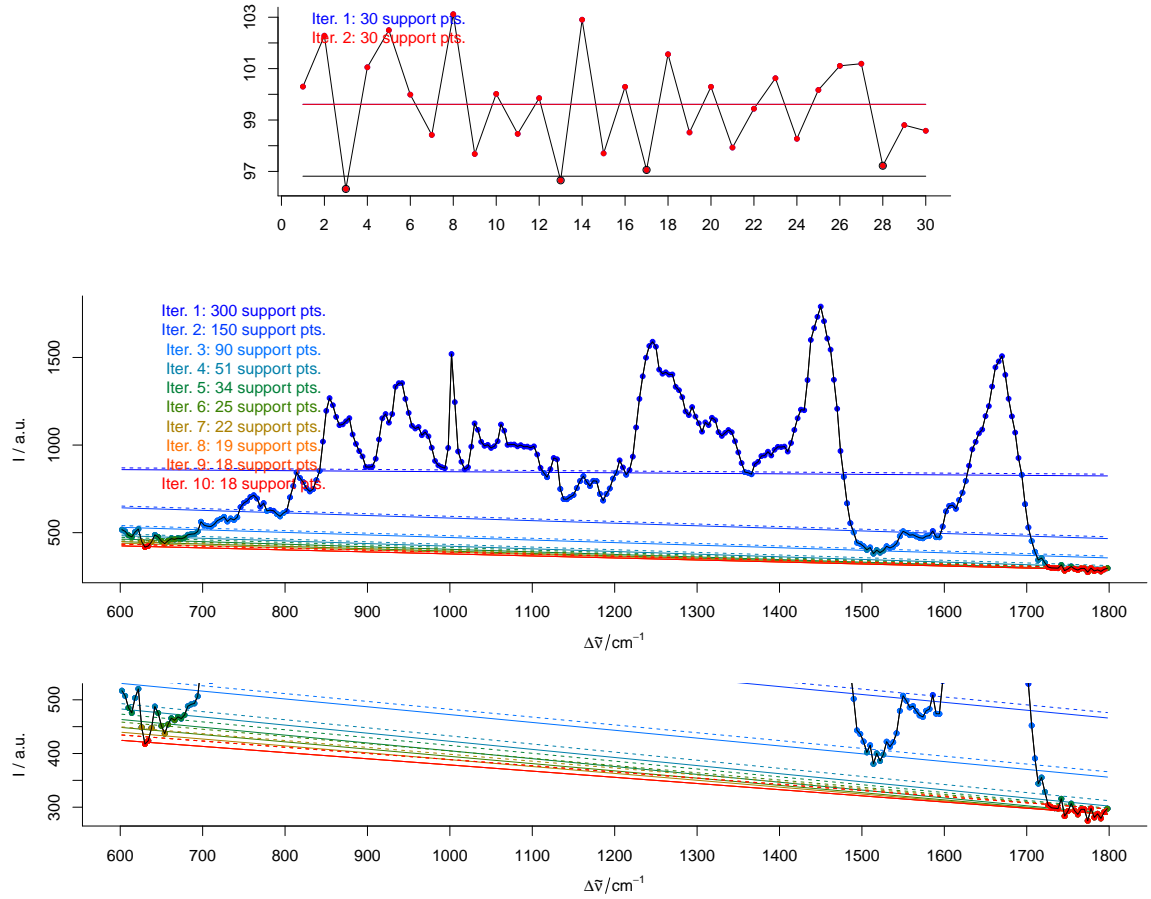 103
101
99
97
Iter. 1: 30 support pts.
Iter. 2: 30 support pts.
0 2 4 6 8 10 12 14 16 18 20 22 24 26 28 30
1500
1000
500
I / a.u.
Iter. 1: 300 support pts.
Iter. 2: 150 support pts.
Iter. 3: 90 support pts.
Iter. 4: 51 support pts.
Iter. 5: 34 support pts.
Iter. 6: 25 support pts.
Iter. 7: 22 support pts.
Iter. 8: 19 support pts.
Iter. 9: 18 support pts.
Iter. 10: 18 support pts.
600 700 800 900 1000 1100 1200 1300 1400 1500 1600 1700 1800
Δν̃/cm⁻¹
500
400
300
I / a.u.
600 700 800 900 1000 1100 1200 1300 1400 1500 1600 1700 1800
Δν̃/cm⁻¹